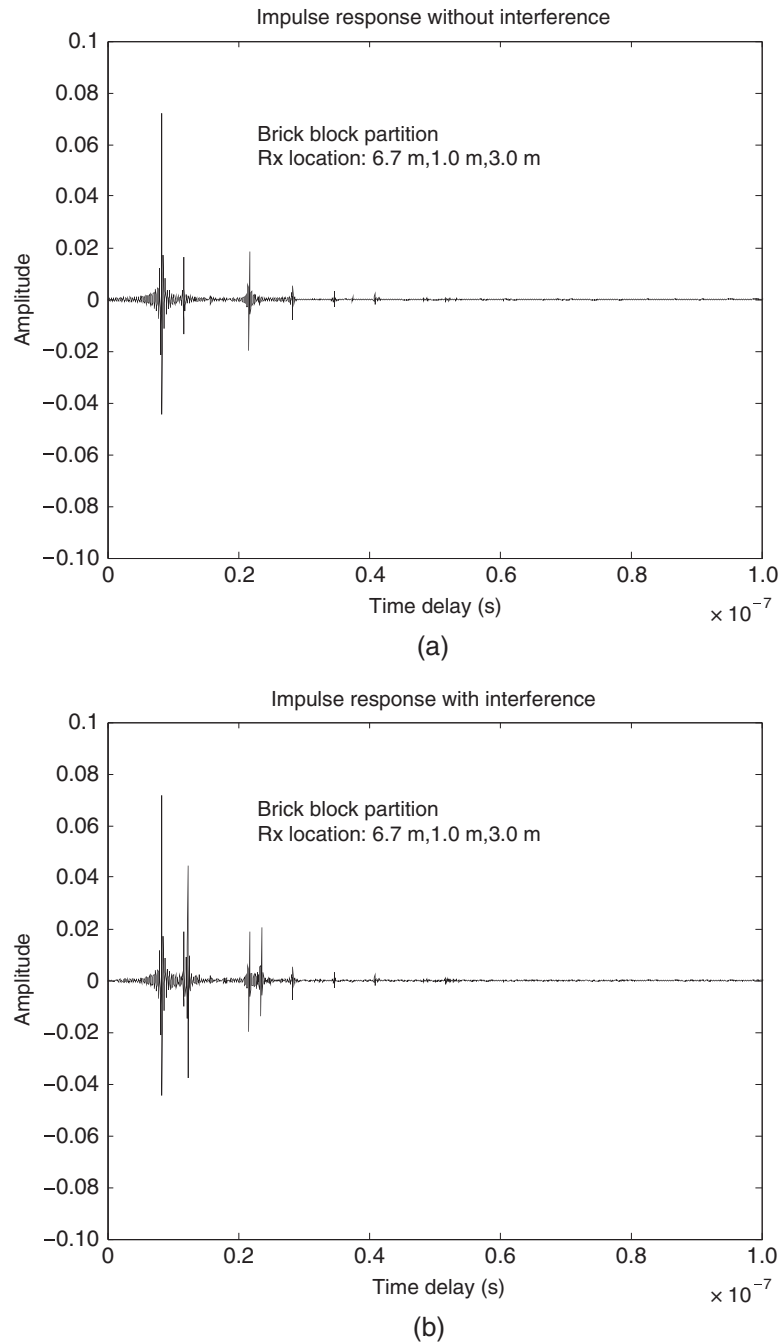 Impulse response without interference
0.1
0.08
0.06
0.04
0.02
0
−0.02
−0.04
−0.06
−0.08
−0.10
Amplitude
Brick block partition
Rx location: 6.7 m,1.0 m,3.0 m
0 0.2 0.4 0.6 0.8 1.0
Time delay (s)
× 10⁻⁷
(a)
Impulse response with interference
0.1
0.08
0.06
0.04
0.02
0
−0.02
−0.04
−0.06
−0.08
−0.10
Amplitude
Brick block partition
Rx location: 6.7 m,1.0 m,3.0 m
0 0.2 0.4 0.6 0.8 1.0
Time delay (s)
× 10⁻⁷
(b)